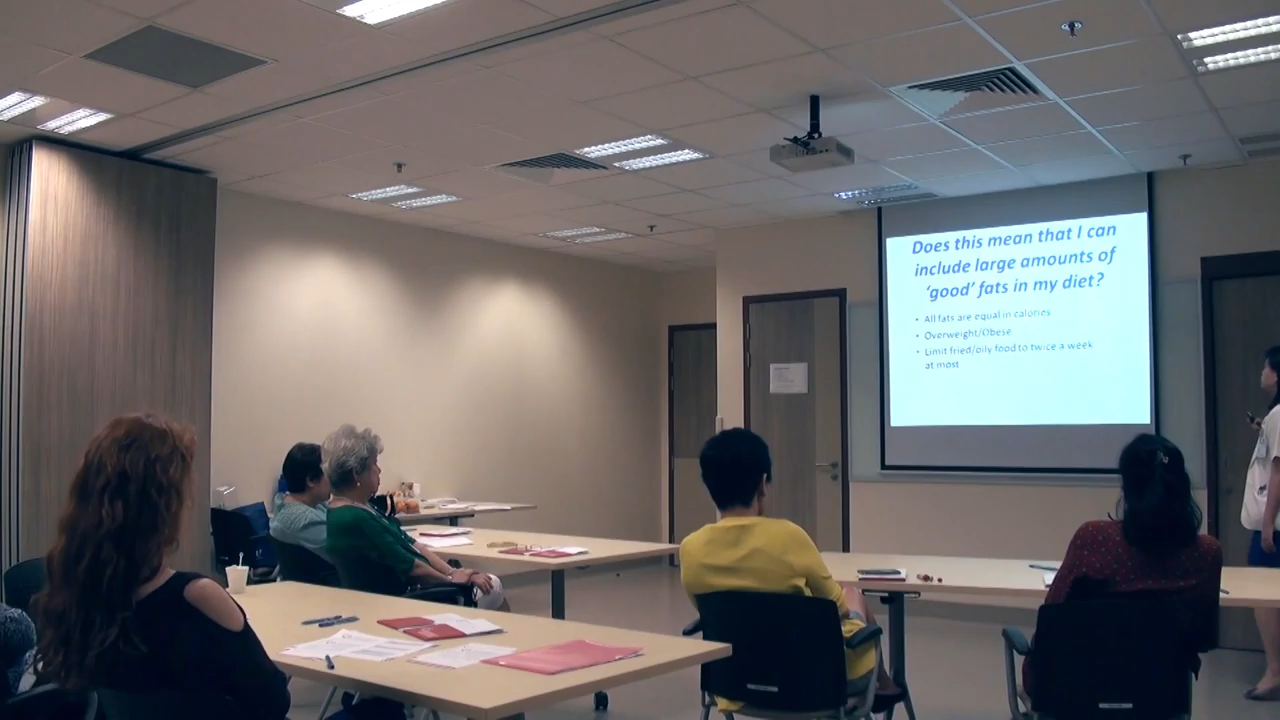 Does this mean that I can
include large amounts of
‘good’ fats in my diet?
• All fats are equal in calories
• Overweight/Obese
• Limit fried/oily food to twice a week
at most